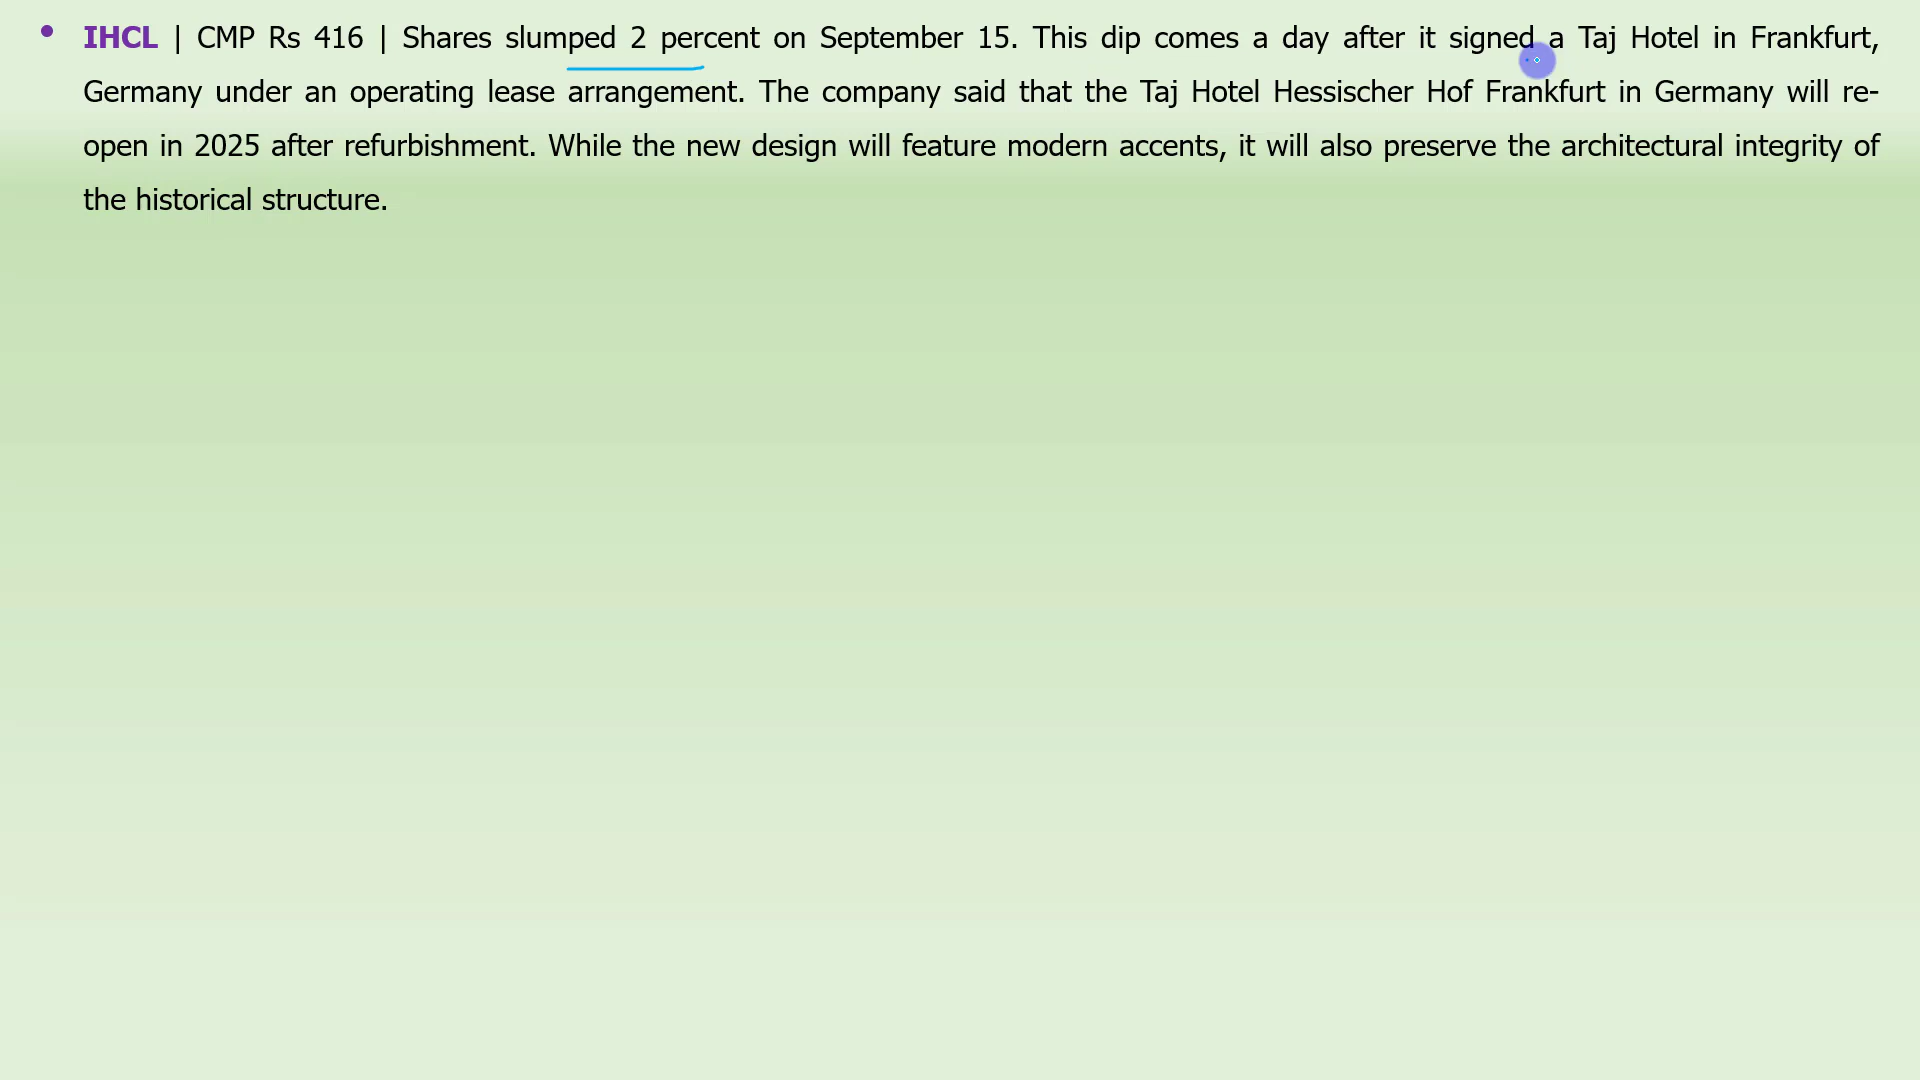 • IHCL | CMP Rs 416 | Shares slumped 2 percent on September 15. This dip comes a day after it signed a Taj Hotel in Frankfurt,
Germany under an operating lease arrangement. The company said that the Taj Hotel Hessischer Hof Frankfurt in Germany will re-
open in 2025 after refurbishment. While the new design will feature modern accents, it will also preserve the architectural integrity of
the historical structure.